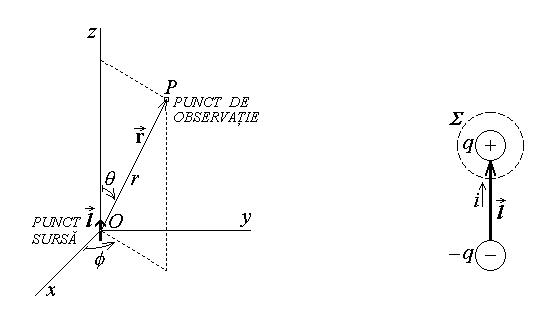 z
P
PUNCT DE
OBSERVAȚIE
r
r
θ
PUNCT
SURSĂ
l
O
y
ϕ
x
Σ
q
+
i
l
−q
−